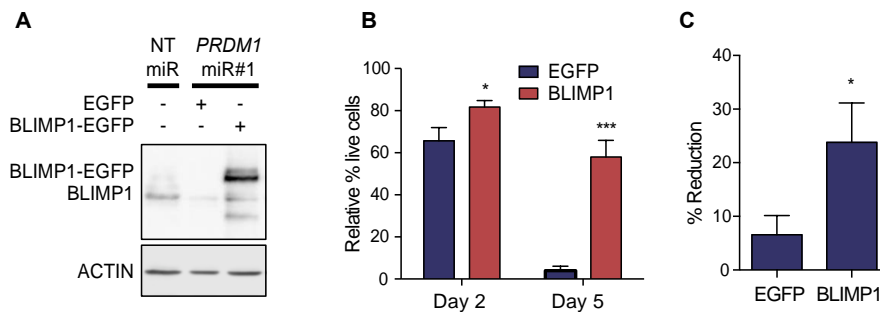 A
NT
PRDM1
miR
miR#1
EGFP - + -
BLIMP1-EGFP - - +
BLIMP1-EGFP
BLIMP1
ACTIN
B
EGFP
BLIMP1
Relative % live cells
100
80
60
40
20
0
*
***
Day 2
Day 5
C
% Reduction
40
30
20
10
0
*
EGFP
BLIMP1